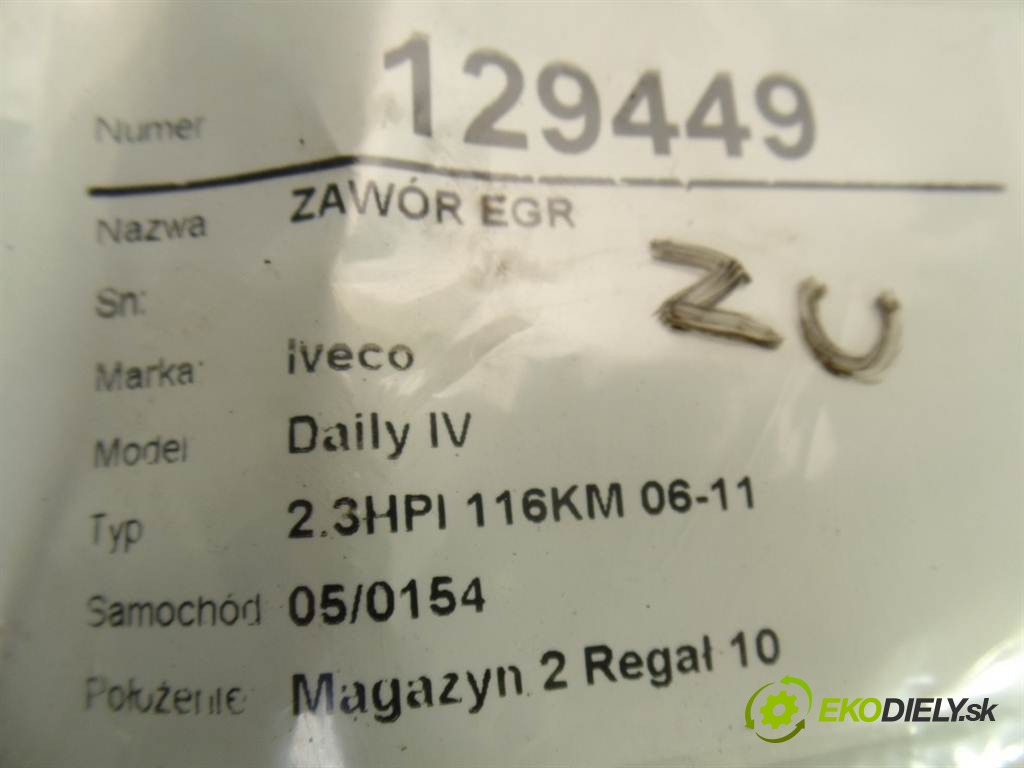 Numer 129449
Nazwa ZAWÓR EGR
ZU
Sn:
Marka: Iveco
Model Daily IV
Typ 2.3HPI 116KM 06-11
Samochód 05/0154
Położenie: Magazyn 2 Regał 10
EKODIELY.sk